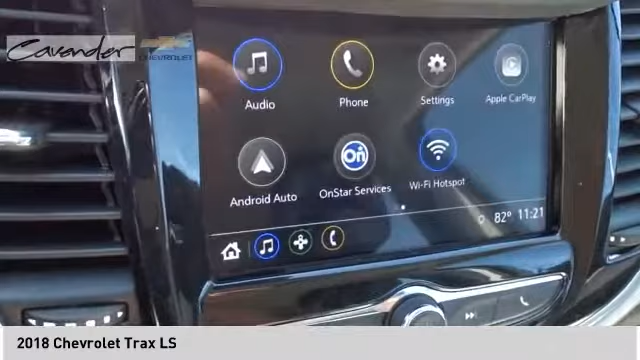 Cavender
CHEVROLET
Audio
Phone
Settings
Apple CarPlay
Android Auto
On
OnStar Services
Wi-Fi Hotspot
82° 11:21
2018 Chevrolet Trax LS